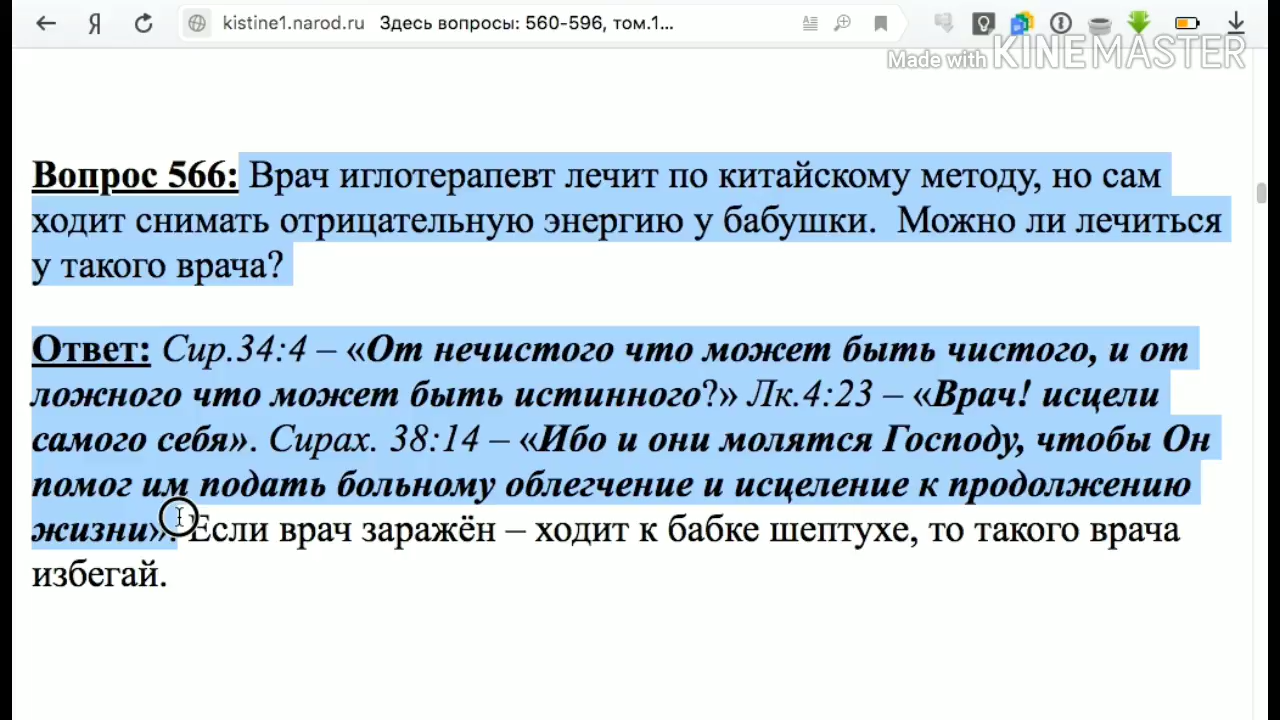 kistine1.narod.ru Здесь вопросы: 560-596, том.1...
Made with KINEMASTER
Вопрос 566: Врач иглотерапевт лечит по китайскому методу, но сам
ходит снимать отрицательную энергию у бабушки. Можно ли лечиться
у такого врача?
Ответ: Сир.34:4 – «От нечистого что может быть чистого, и от
ложного что может быть истинного?» Лк.4:23 – «Врач! исцели
самого себя». Сирах. 38:14 – «Ибо и они молятся Господу, чтобы Он
помог им подать больному облегчение и исцеление к продолжению
жизни». Если врач заражён – ходит к бабке шептухе, то такого врача
избегай.